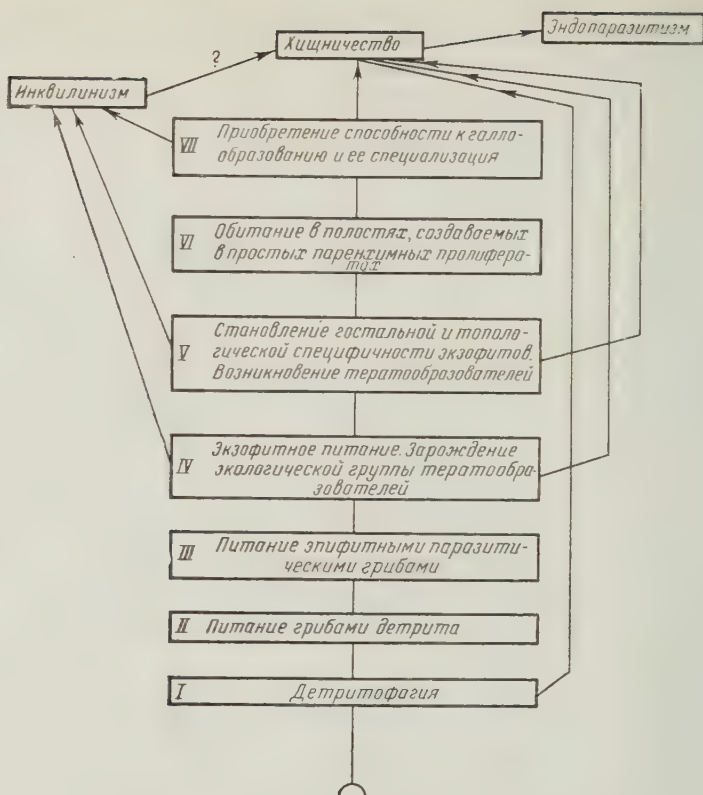 Хищничество
Эндопаразитизм
?
Инквилинизм
VII Приобретение способности к галло-
образованию и ее специализация
VI Обитание в полостях, создаваемых
в простых паренхимных пролифера-
тах
V Становление гостальной и тополо-
гической специфичности экзофитов.
Возникновение тератообразователей
IV Экзофитное питание. Зарождение
экологической группы тератообра-
зователей
III Питание эпифитными паразити-
ческими грибами
II Питание грибами детрита
I Детритофагия